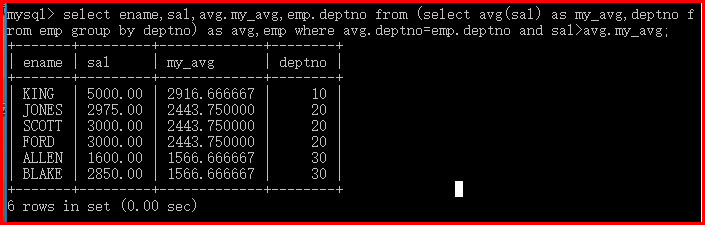 mysql> select ename,sal,avg.my_avg,emp.deptno from (select avg(sal) as my_avg,deptno f
rom emp group by deptno) as avg,emp where avg.deptno=emp.deptno and sal>avg.my_avg;
+-------+---------+-------------+--------+
| ename | sal     | my_avg      | deptno |
+-------+---------+-------------+--------+
| KING  | 5000.00 | 2916.666667 |     10 |
| JONES | 2975.00 | 2443.750000 |     20 |
| SCOTT | 3000.00 | 2443.750000 |     20 |
| FORD  | 3000.00 | 2443.750000 |     20 |
| ALLEN | 1600.00 | 1566.666667 |     30 |
| BLAKE | 2850.00 | 1566.666667 |     30 |
+-------+---------+-------------+--------+
6 rows in set (0.00 sec)